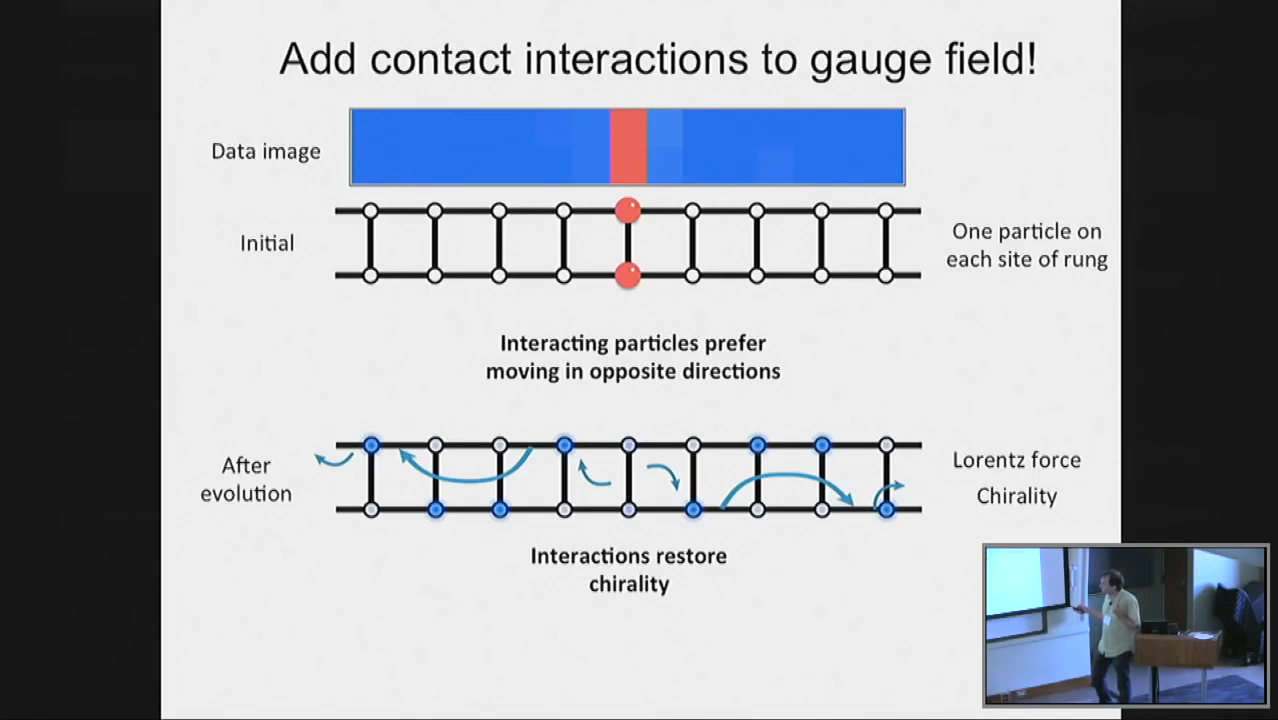 Add contact interactions to gauge field!
Data image
Initial
One particle on
each site of rung
Interacting particles prefer
moving in opposite directions
After
evolution
Lorentz force
Chirality
Interactions restore
chirality